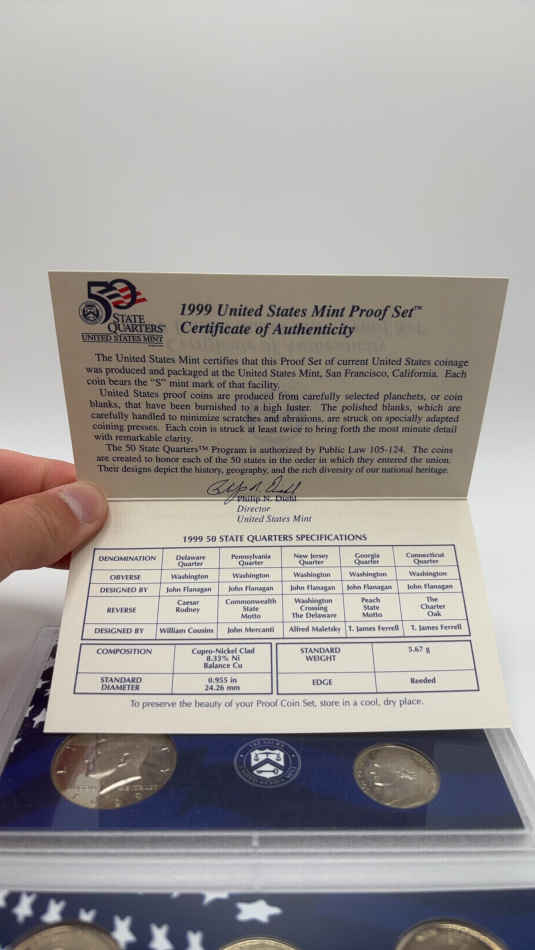 50
STATE
QUARTERS
UNITED STATES MINT
1999 United States Mint Proof Set™
Certificate of Authenticity
The United States Mint certifies that this Proof Set of current United States coinage
was produced and packaged at the United States Mint, San Francisco, California. Each
coin bears the “S” mint mark of that facility.
United States proof coins are produced from carefully selected planchets, or coin
blanks, that have been burnished to a high luster. The polished blanks, which are
carefully handled to minimize scratches and abrasions, are struck on specially adapted
coining presses. Each coin is struck at least twice to bring forth the most minute detail
with remarkable clarity.
The 50 State Quarters™ Program is authorized by Public Law 105-124. The coins
are created to honor each of the 50 states in the order in which they entered the union.
Their designs depict the history, geography, and the rich diversity of our national heritage.
Philip N. Diehl
Philip N. Diehl
Director
United States Mint
1999 50 STATE QUARTERS SPECIFICATIONS
DENOMINATION Delaware Quarter Pennsylvania Quarter New Jersey Quarter Georgia Quarter Connecticut Quarter
OBVERSE Washington Washington Washington Washington Washington
DESIGNED BY John Flanagan John Flanagan John Flanagan John Flanagan John Flanagan
REVERSE Caesar Rodney Commonwealth State Motto Washington Crossing The Delaware Peach State Motto The Charter Oak
DESIGNED BY William Cousins John Mercanti Alfred Maletsky T. James Ferrell T. James Ferrell
COMPOSITION Cupro-Nickel Clad 8.33% Ni Balance Cu STANDARD WEIGHT 5.67 g
STANDARD DIAMETER 0.955 in 24.26 mm EDGE Reeded
To preserve the beauty of your Proof Coin Set, store in a cool, dry place.